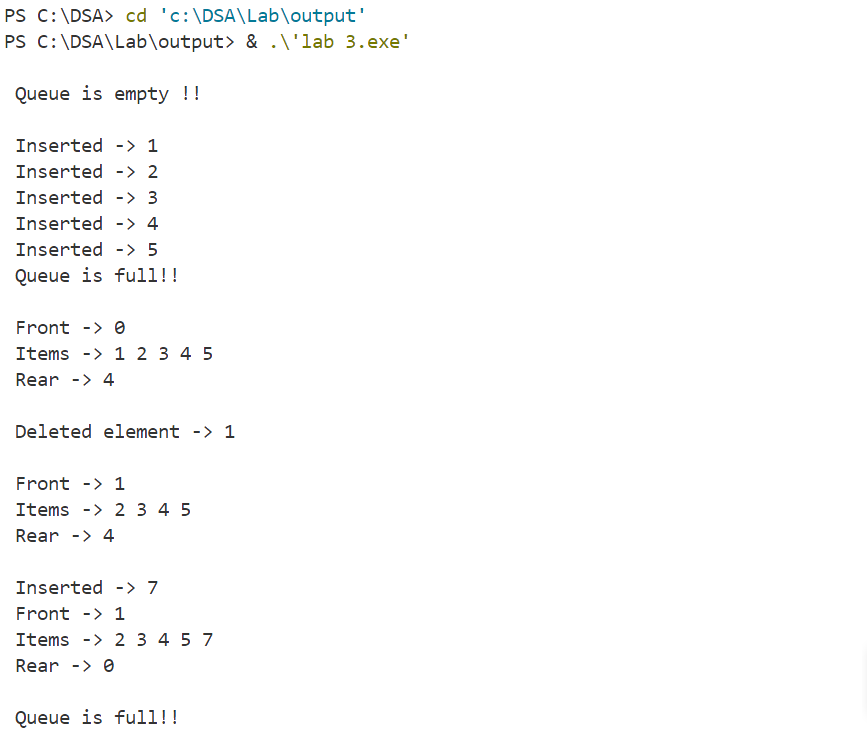 PS C:\DSA> cd 'c:\DSA\Lab\output'
PS C:\DSA\Lab\output> & .\'lab 3.exe'
Queue is empty !!
Inserted -> 1
Inserted -> 2
Inserted -> 3
Inserted -> 4
Inserted -> 5
Queue is full!!
Front -> 0
Items -> 1 2 3 4 5
Rear -> 4
Deleted element -> 1
Front -> 1
Items -> 2 3 4 5
Rear -> 4
Inserted -> 7
Front -> 1
Items -> 2 3 4 5 7
Rear -> 0
Queue is full!!